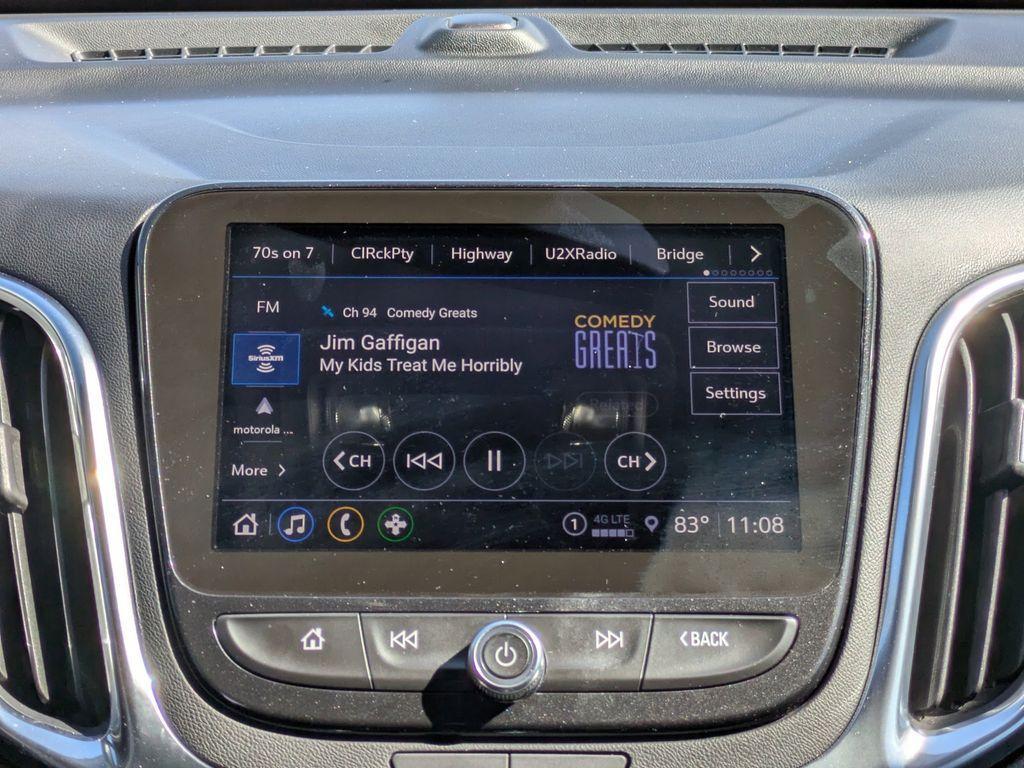 70s on 7 ClRckPty Highway U2XRadio Bridge
FM
Ch 94 Comedy Greats
Jim Gaffigan
My Kids Treat Me Horribly
COMEDY
GREATS
Sound
Browse
Settings
SiriusXM
motorola ...
More
CH
CH
1 4G LTE 83° 11:08
BACK